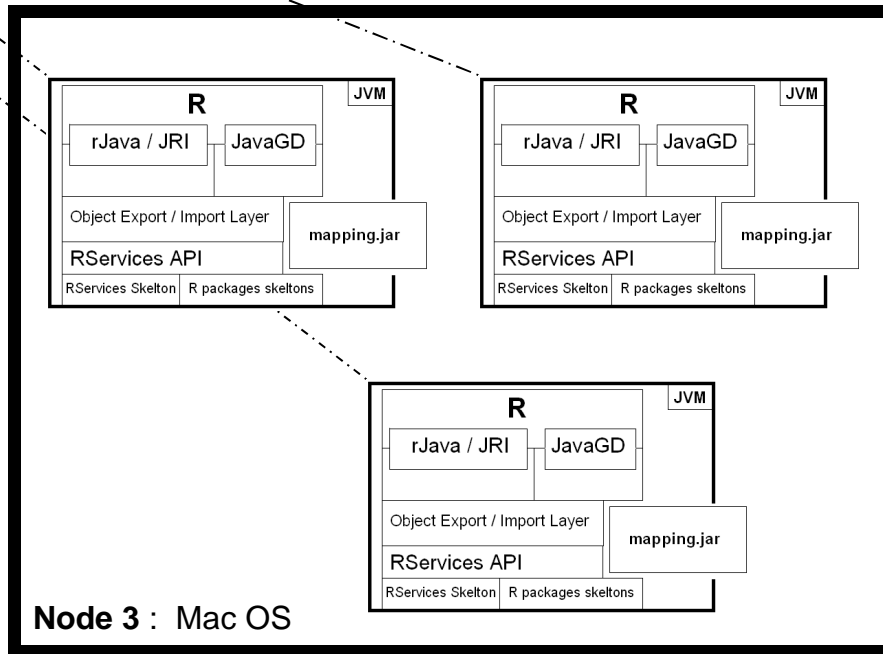 R
JVM
rJava / JRI
JavaGD
Object Export / Import Layer
mapping.jar
RServices API
RServices Skelton
R packages skeltons
R
JVM
rJava / JRI
JavaGD
Object Export / Import Layer
mapping.jar
RServices API
RServices Skelton
R packages skeltons
R
JVM
rJava / JRI
JavaGD
Object Export / Import Layer
mapping.jar
RServices API
RServices Skelton
R packages skeltons
Node 3 : Mac OS